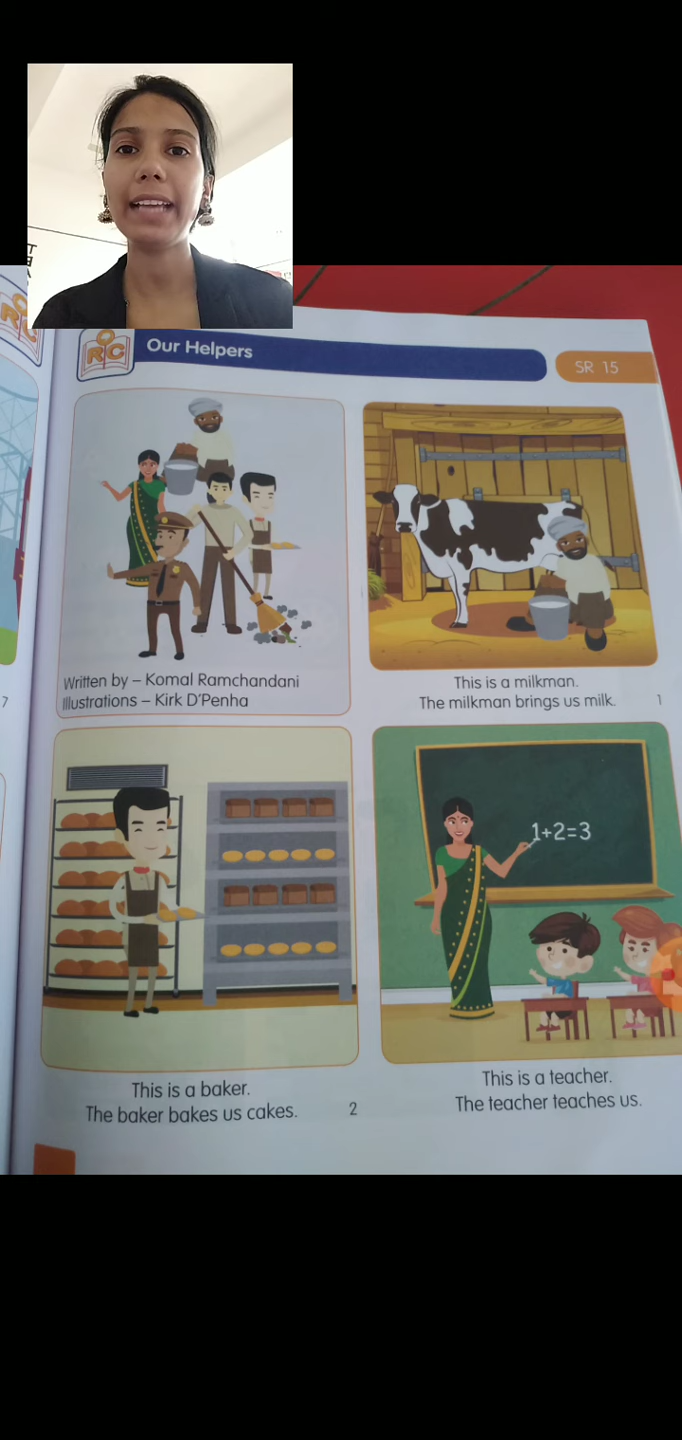 Our Helpers
SR 15
Written by – Komal Ramchandani
Illustrations – Kirk D'Penha
This is a milkman.
The milkman brings us milk.
1
1+2=3
This is a baker.
The baker bakes us cakes.
2
This is a teacher.
The teacher teaches us.
7
ORC